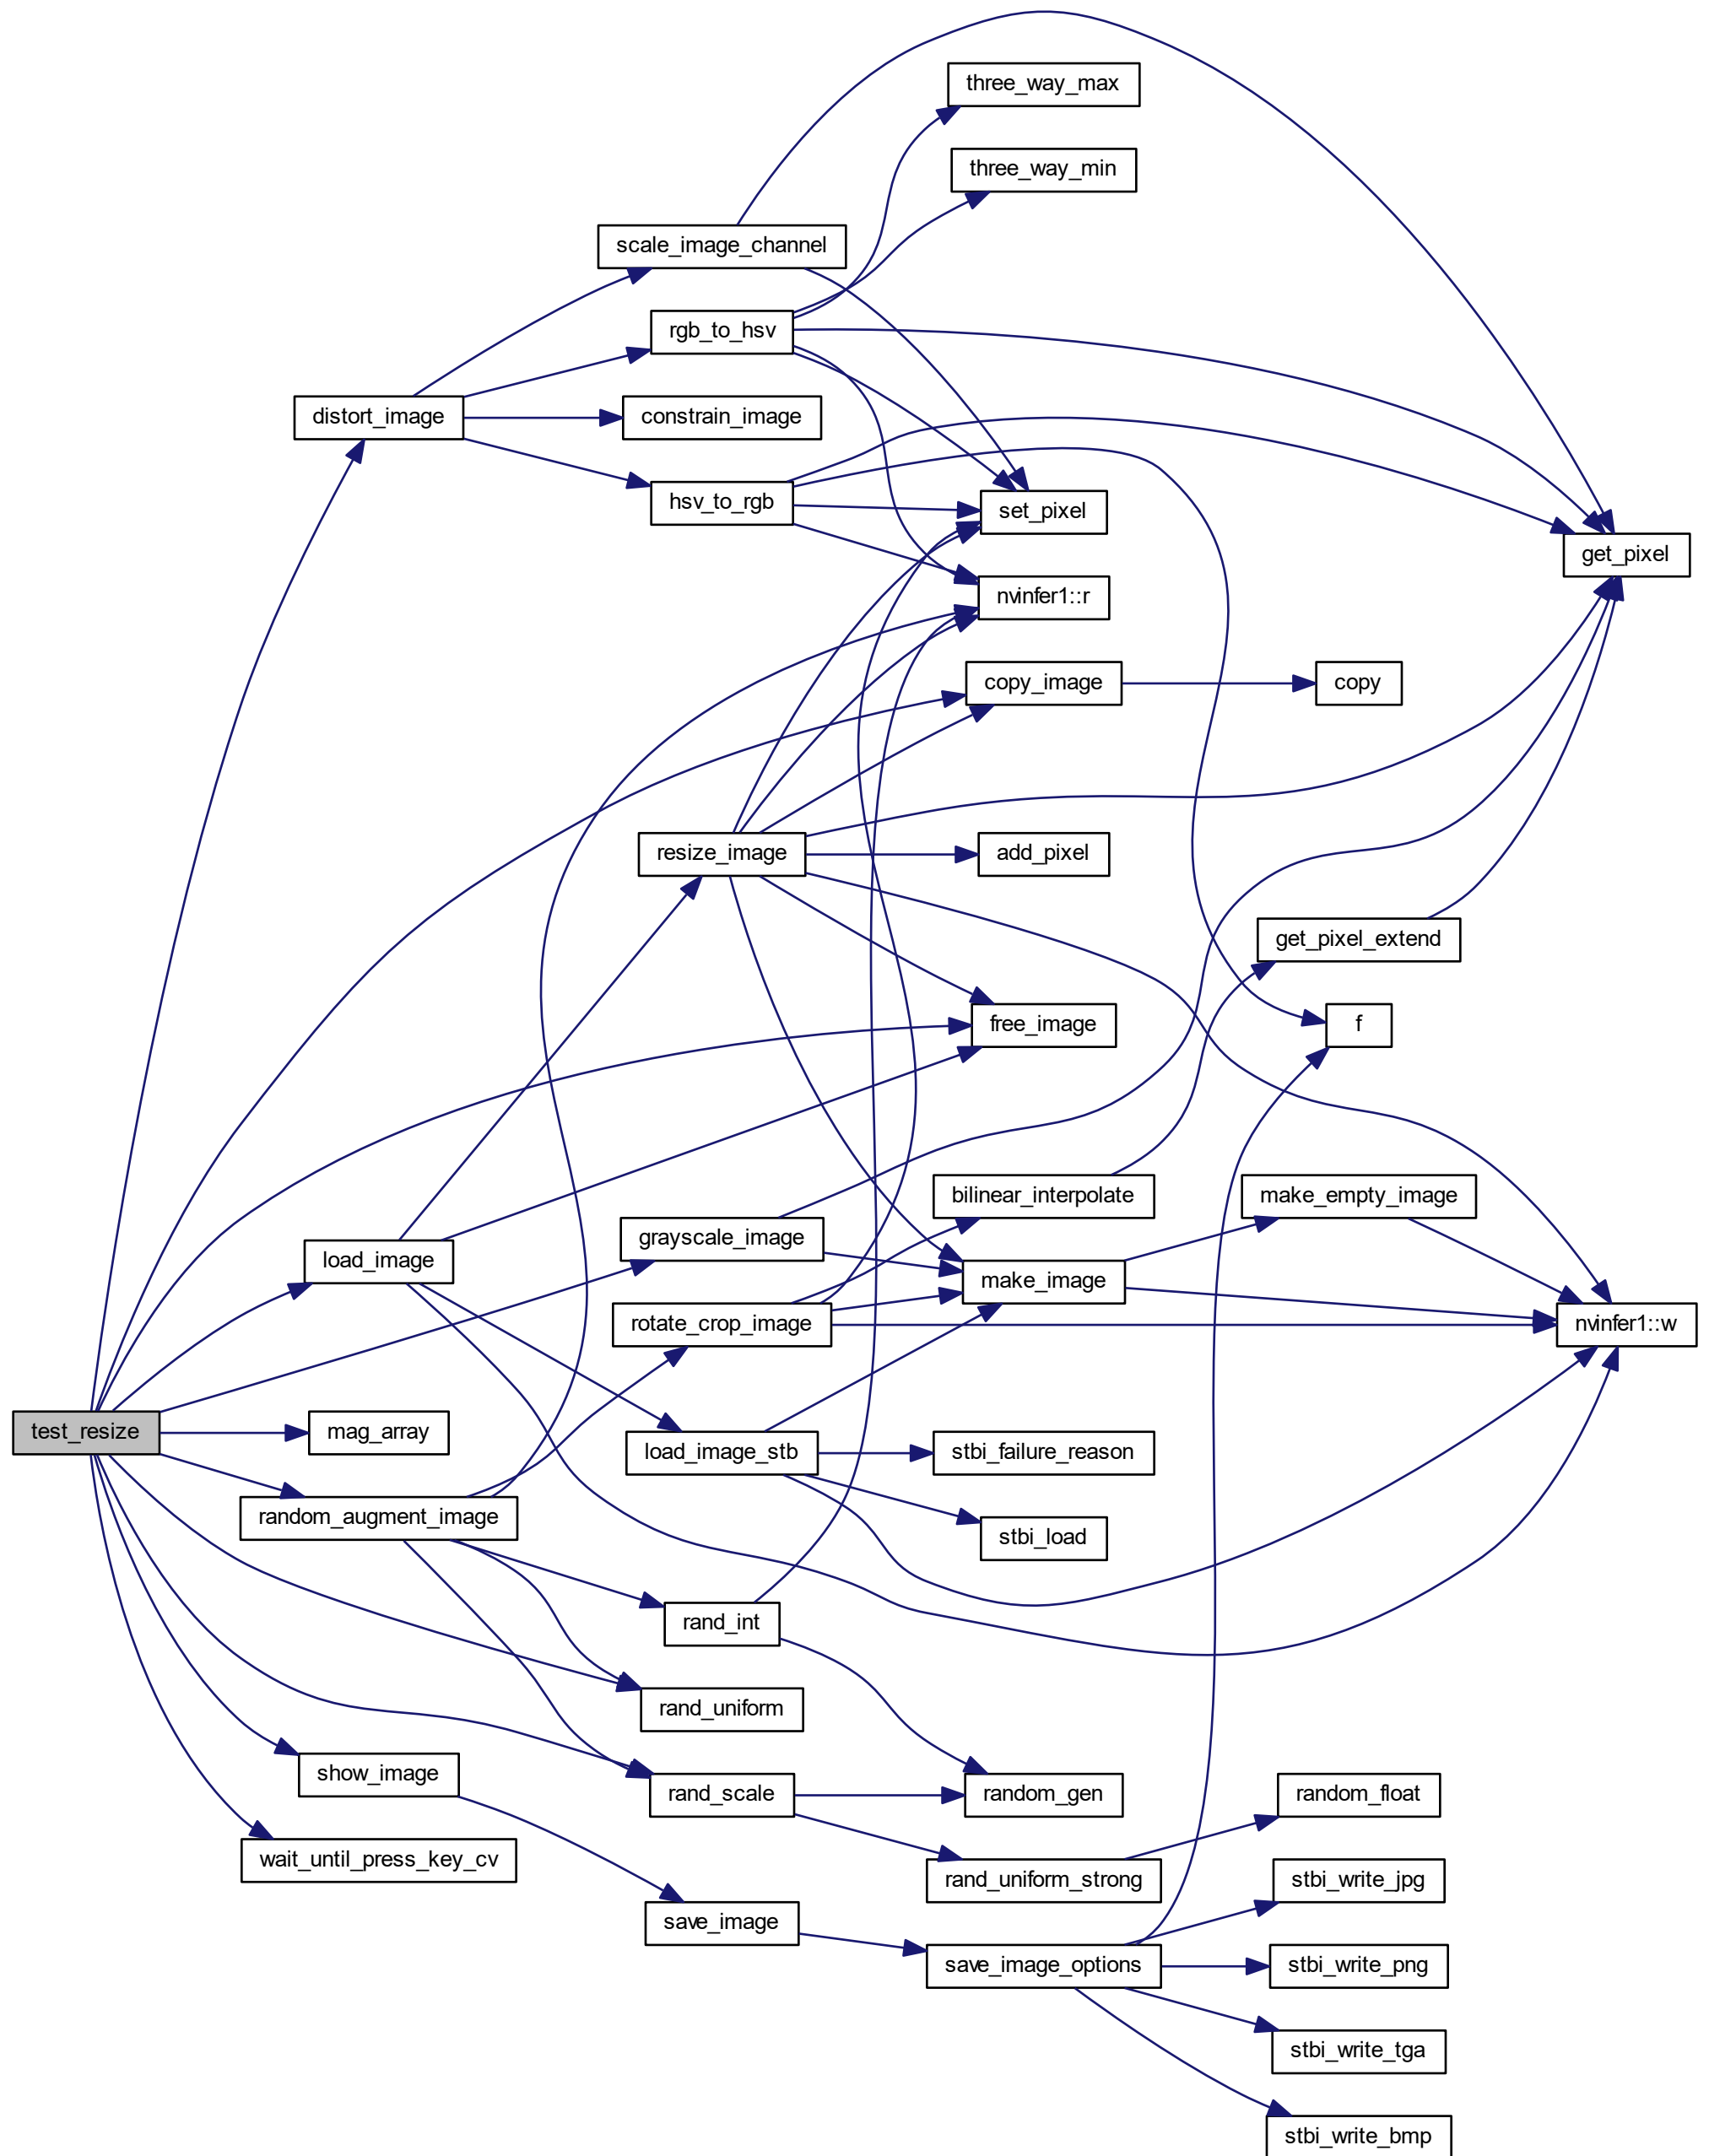 three_way_max
three_way_min
scale_image_channel
rgb_to_hsv
distort_image
constrain_image
hsv_to_rgb
set_pixel
get_pixel
nvinfer1::r
copy_image
copy
resize_image
add_pixel
get_pixel_extend
free_image
f
bilinear_interpolate
make_empty_image
grayscale_image
load_image
make_image
rotate_crop_image
nvinfer1::w
test_resize
mag_array
load_image_stb
stbi_failure_reason
random_augment_image
stbi_load
rand_int
rand_uniform
show_image
rand_scale
random_gen
random_float
wait_until_press_key_cv
rand_uniform_strong
stbi_write_jpg
save_image
save_image_options
stbi_write_png
stbi_write_tga
stbi_write_bmp